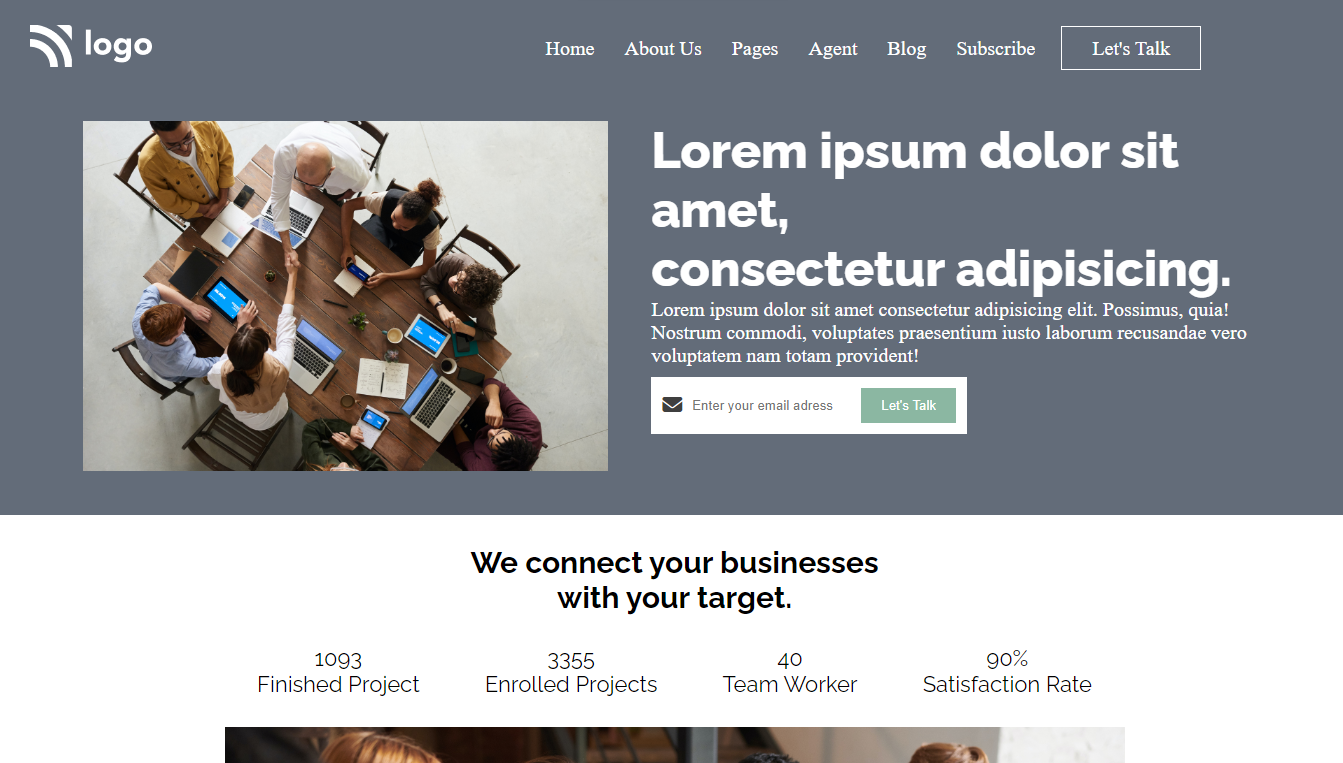 logo
Home About Us Pages Agent Blog Subscribe Let's Talk
Lorem ipsum dolor sit
amet,
consectetur adipisicing.
Lorem ipsum dolor sit amet consectetur adipisicing elit. Possimus, quia!
Nostrum commodi, voluptates praesentium iusto laborum recusandae vero
voluptatem nam totam provident!
Enter your email adress Let's Talk
We connect your businesses
with your target.
1093 3355 40 90%
Finished Project Enrolled Projects Team Worker Satisfaction Rate